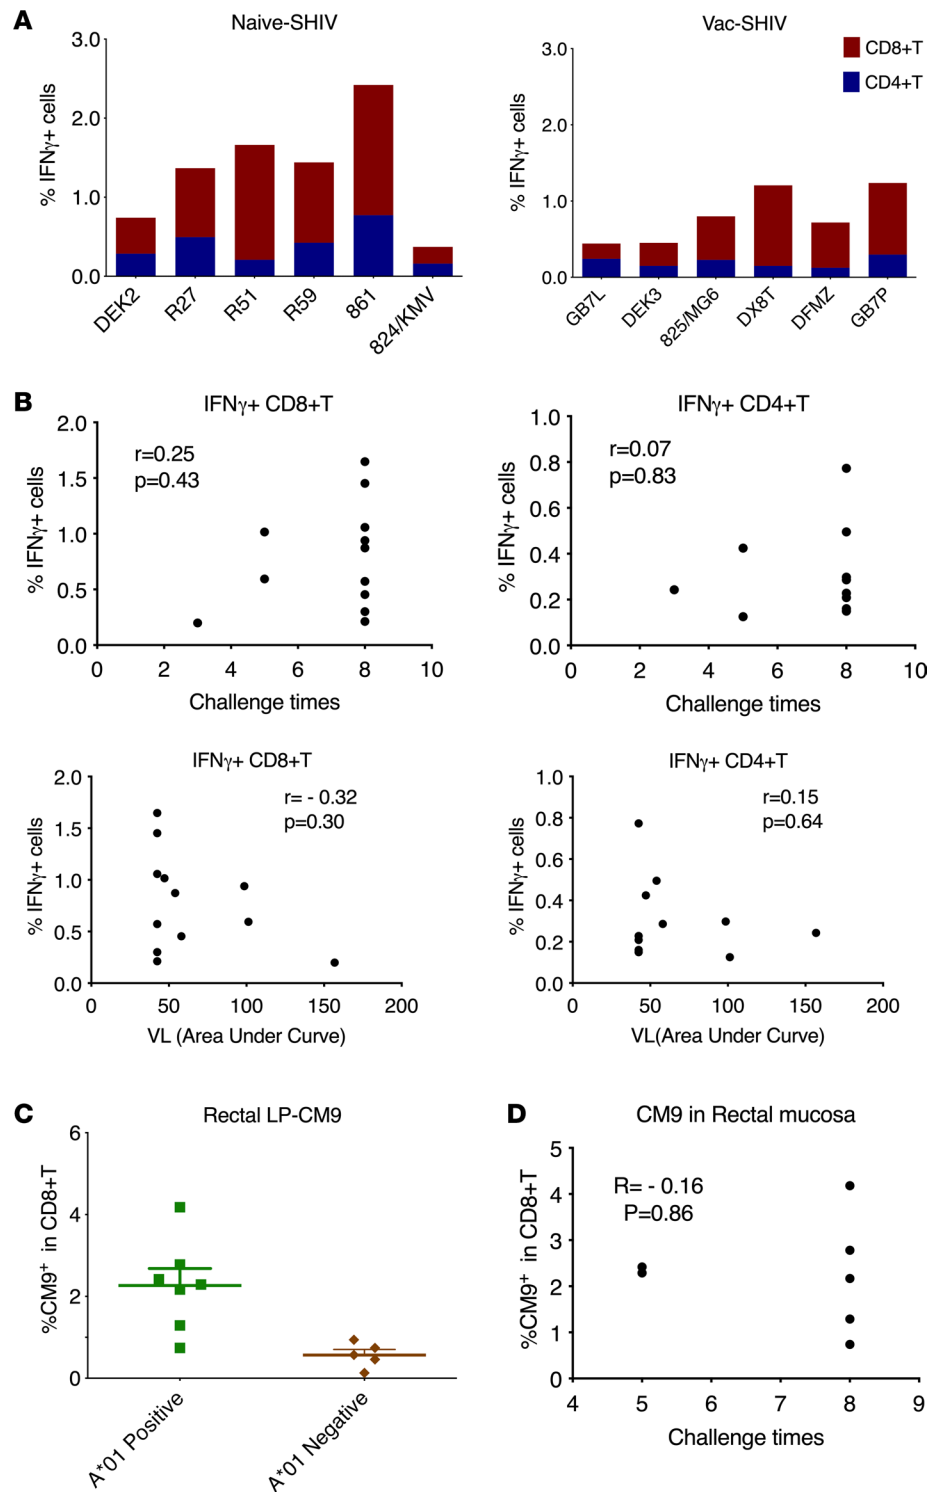 A
Naive-SHIV
% IFNγ+ cells
3.0
2.0
1.0
0.0
DEK2
R27
R51
R59
861
824/KMV
Vac-SHIV
CD8+T
CD4+T
% IFNγ+ cells
3.0
2.0
1.0
0.0
GB7L
DEK3
825/MG6
DX8T
DFMZ
GB7P
B
IFNγ+ CD8+T
r=0.25
p=0.43
% IFNγ+ cells
2.0
1.5
1.0
0.5
0.0
0 2 4 6 8 10
Challenge times
IFNγ+ CD4+T
r=0.07
p=0.83
% IFNγ+ cells
1.0
0.8
0.6
0.4
0.2
0.0
0 2 4 6 8 10
Challenge times
IFNγ+ CD8+T
r= - 0.32
p=0.30
% IFNγ+ cells
2.0
1.5
1.0
0.5
0.0
0 50 100 150 200
VL (Area Under Curve)
IFNγ+ CD4+T
r=0.15
p=0.64
% IFNγ+ cells
1.0
0.8
0.6
0.4
0.2
0.0
0 50 100 150 200
VL(Area Under Curve)
C
Rectal LP-CM9
%CM9+ in CD8+T
6
4
2
0
A*01 Positive
A*01 Negative
D
CM9 in Rectal mucosa
R= - 0.16
P=0.86
%CM9+ in CD8+T
5
4
3
2
1
0
4 5 6 7 8 9
Challenge times